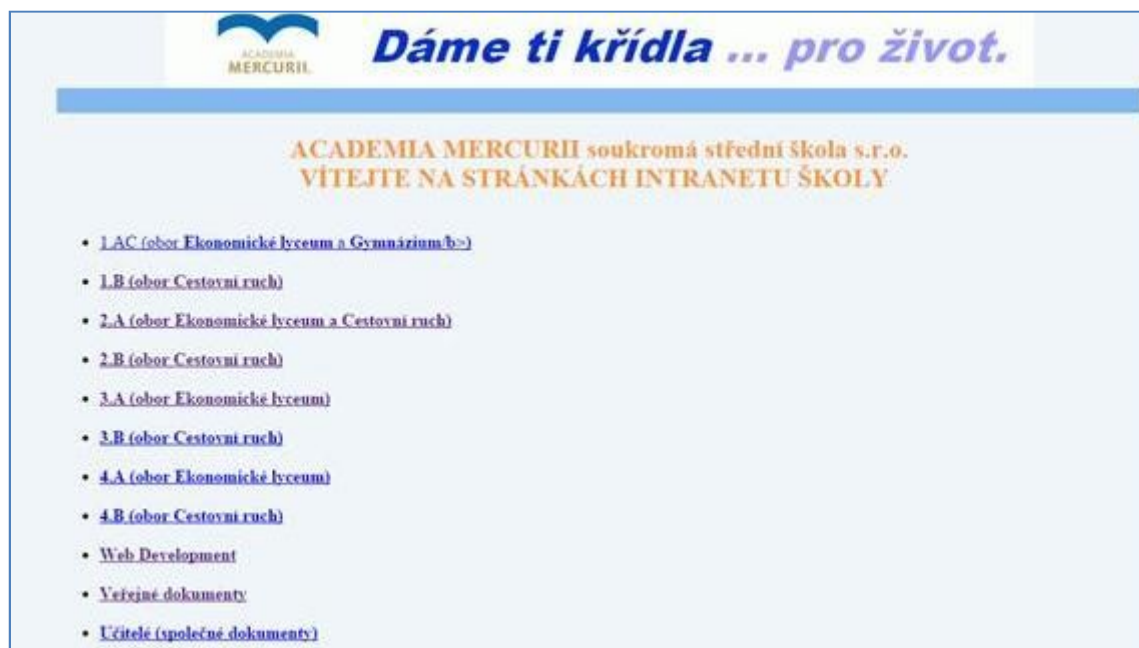 ACADEMIA
MERCURII
Dáme ti křídla ... pro život.
ACADEMIA MERCURII soukromá střední škola s.r.o.
VÍTEJTE NA STRÁNKÁCH INTRANETU ŠKOLY
1.AC (obor Ekonomické lyceum a Gymnázium/b>)
1.B (obor Cestovní ruch)
2.A (obor Ekonomické lyceum a Cestovní ruch)
2.B (obor Cestovní ruch)
3.A (obor Ekonomické lyceum)
3.B (obor Cestovní ruch)
4.A (obor Ekonomické lyceum)
4.B (obor Cestovní ruch)
Web Development
Veřejné dokumenty
Učitelé (společné dokumenty)